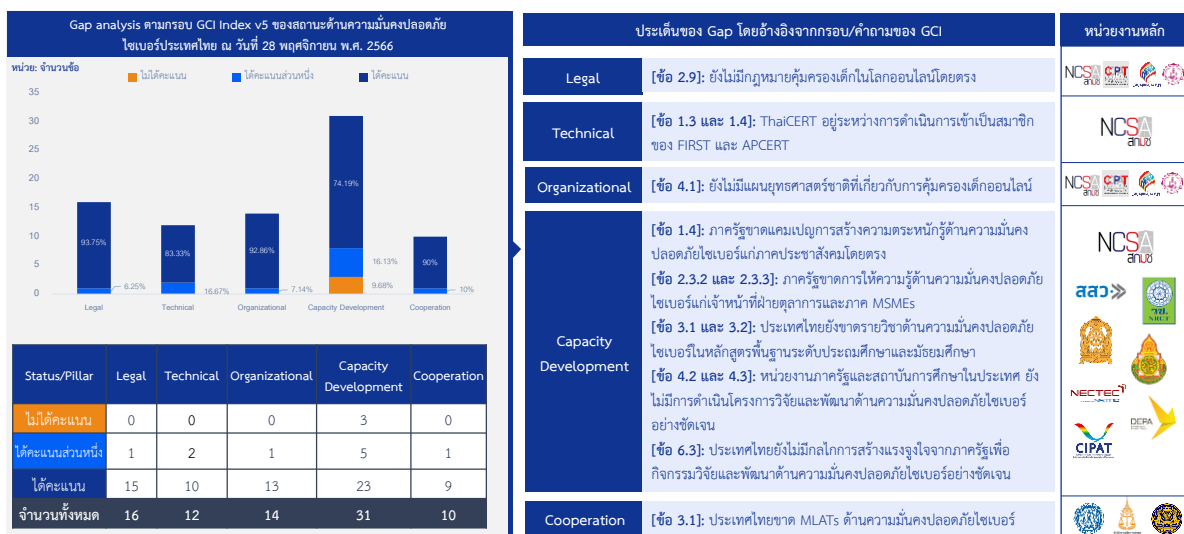 Gap analysis ตามกรอบ GCI Index v5 ของสถานะด้านความมั่นคงปลอดภัย
ไซเบอร์ประเทศไทย ณ วันที่ 28 พฤศจิกายน พ.ศ. 2566
หน่วย: จำนวนข้อ
ไม่ได้คะแนน
ได้คะแนนส่วนหนึ่ง
ได้คะแนน
35
30
25
20
15
10
5
0
93.75%
6.25%
83.33%
16.67%
92.86%
7.14%
74.19%
16.13%
9.68%
90%
10%
Legal
Technical
Organizational
Capacity Development
Cooperation
Status/Pillar Legal Technical Organizational Capacity Development Cooperation
ไม่ได้คะแนน 0 0 0 3 0
ได้คะแนนส่วนหนึ่ง 1 2 1 5 1
ได้คะแนน 15 10 13 23 9
จำนวนทั้งหมด 16 12 14 31 10
ประเด็นของ Gap โดยอ้างอิงจากกรอบ/คำถามของ GCI
หน่วยงานหลัก
Legal
[ข้อ 2.9]: ยังไม่มีกฎหมายคุ้มครองเด็กในโลกออนไลน์โดยตรง
NCSA สกมช
Technical
[ข้อ 1.3 และ 1.4]: ThaiCERT อยู่ระหว่างการดำเนินการเข้าเป็นสมาชิก
ของ FIRST และ APCERT
NCSA
สกมช
Organizational
[ข้อ 4.1]: ยังไม่มีแผนยุทธศาสตร์ชาติที่เกี่ยวกับการคุ้มครองเด็กออนไลน์
NCSA สกมช
Capacity
Development
[ข้อ 1.4]: ภาครัฐขาดแคมเปญการสร้างความตระหนักรู้ด้านความมั่นคง
ปลอดภัยไซเบอร์แก่ภาคประชาสังคมโดยตรง
[ข้อ 2.3.2 และ 2.3.3]: ภาครัฐขาดการให้ความรู้ด้านความมั่นคงปลอดภัย
ไซเบอร์แก่เจ้าหน้าที่ฝ่ายตุลาการและภาค MSMEs
[ข้อ 3.1 และ 3.2]: ประเทศไทยยังขาดรายวิชาด้านความมั่นคงปลอดภัย
ไซเบอร์ในหลักสูตรพื้นฐานระดับประถมศึกษาและมัธยมศึกษา
[ข้อ 4.2 และ 4.3]: หน่วยงานภาครัฐและสถาบันการศึกษาในประเทศ ยัง
ไม่มีการดำเนินโครงการวิจัยและพัฒนาด้านความมั่นคงปลอดภัยไซเบอร์
อย่างชัดเจน
[ข้อ 6.3]: ประเทศไทยยังไม่มีกลไกการสร้างแรงจูงใจจากภาครัฐเพื่อ
กิจกรรมวิจัยและพัฒนาด้านความมั่นคงปลอดภัยไซเบอร์อย่างชัดเจน
NCSA
สกมช
สสว
วช.
NRCT
NECTEC
DEPA
CIPAT
Cooperation
[ข้อ 3.1]: ประเทศไทยขาด MLATs ด้านความมั่นคงปลอดภัยไซเบอร์